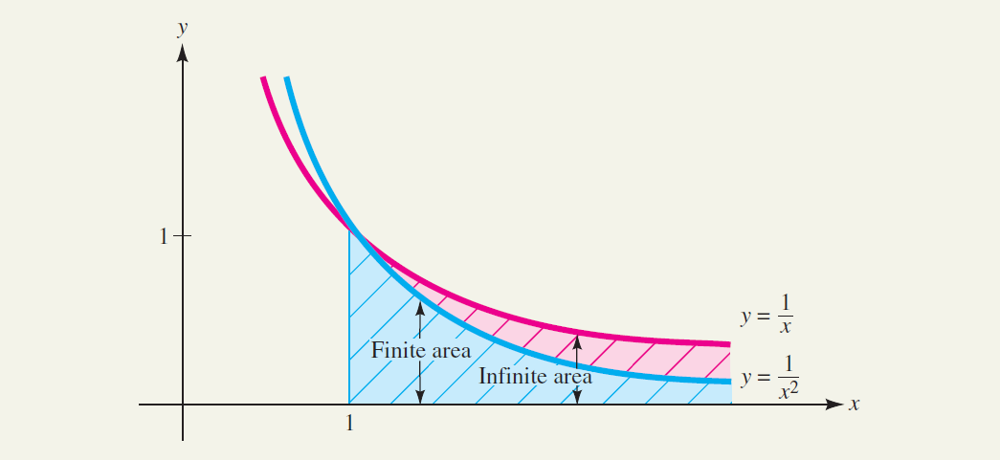 y
1
y = 1/x
Finite area
y = 1/x²
Infinite area
x
1